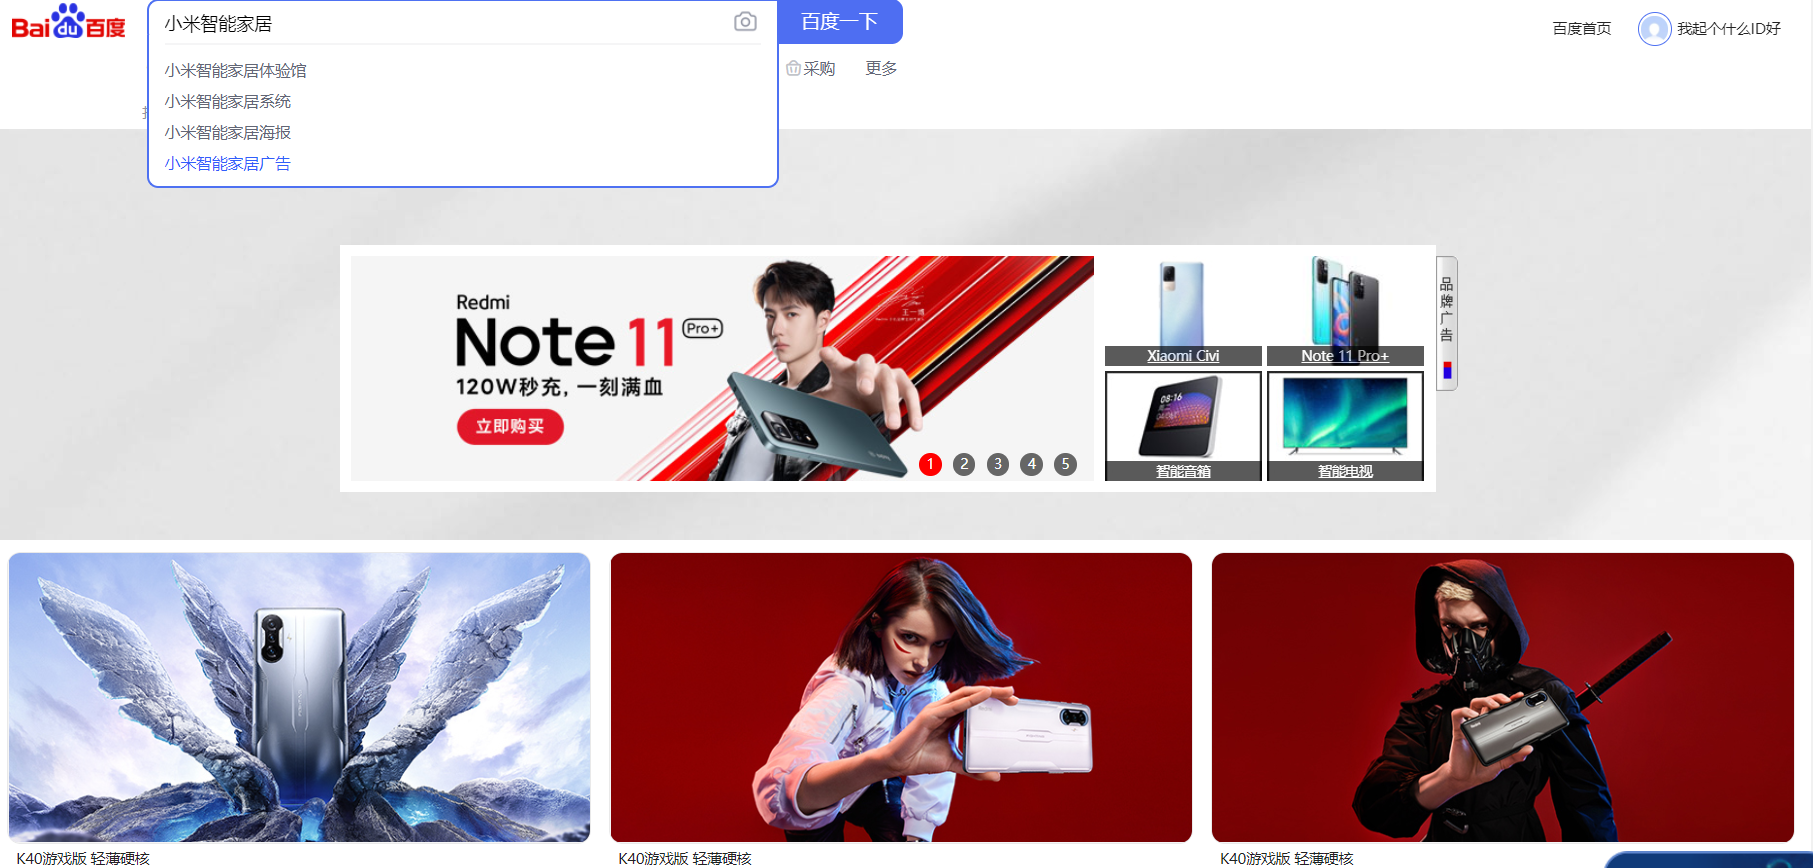 Bai du 百度
小米智能家居
百度一下
百度首页
我起个什么ID好
小米智能家居体验馆
小米智能家居系统
小米智能家居海报
小米智能家居广告
采购
更多
Redmi
Note 11 Pro+
120W秒充,一刻满血
立即购买
王一博
1 2 3 4 5
Xiaomi Civi
Note 11 Pro+
08:16
智能音箱
智能电视
品牌广告
K40游戏版 轻薄硬核
K40游戏版 轻薄硬核
K40游戏版 轻薄硬核